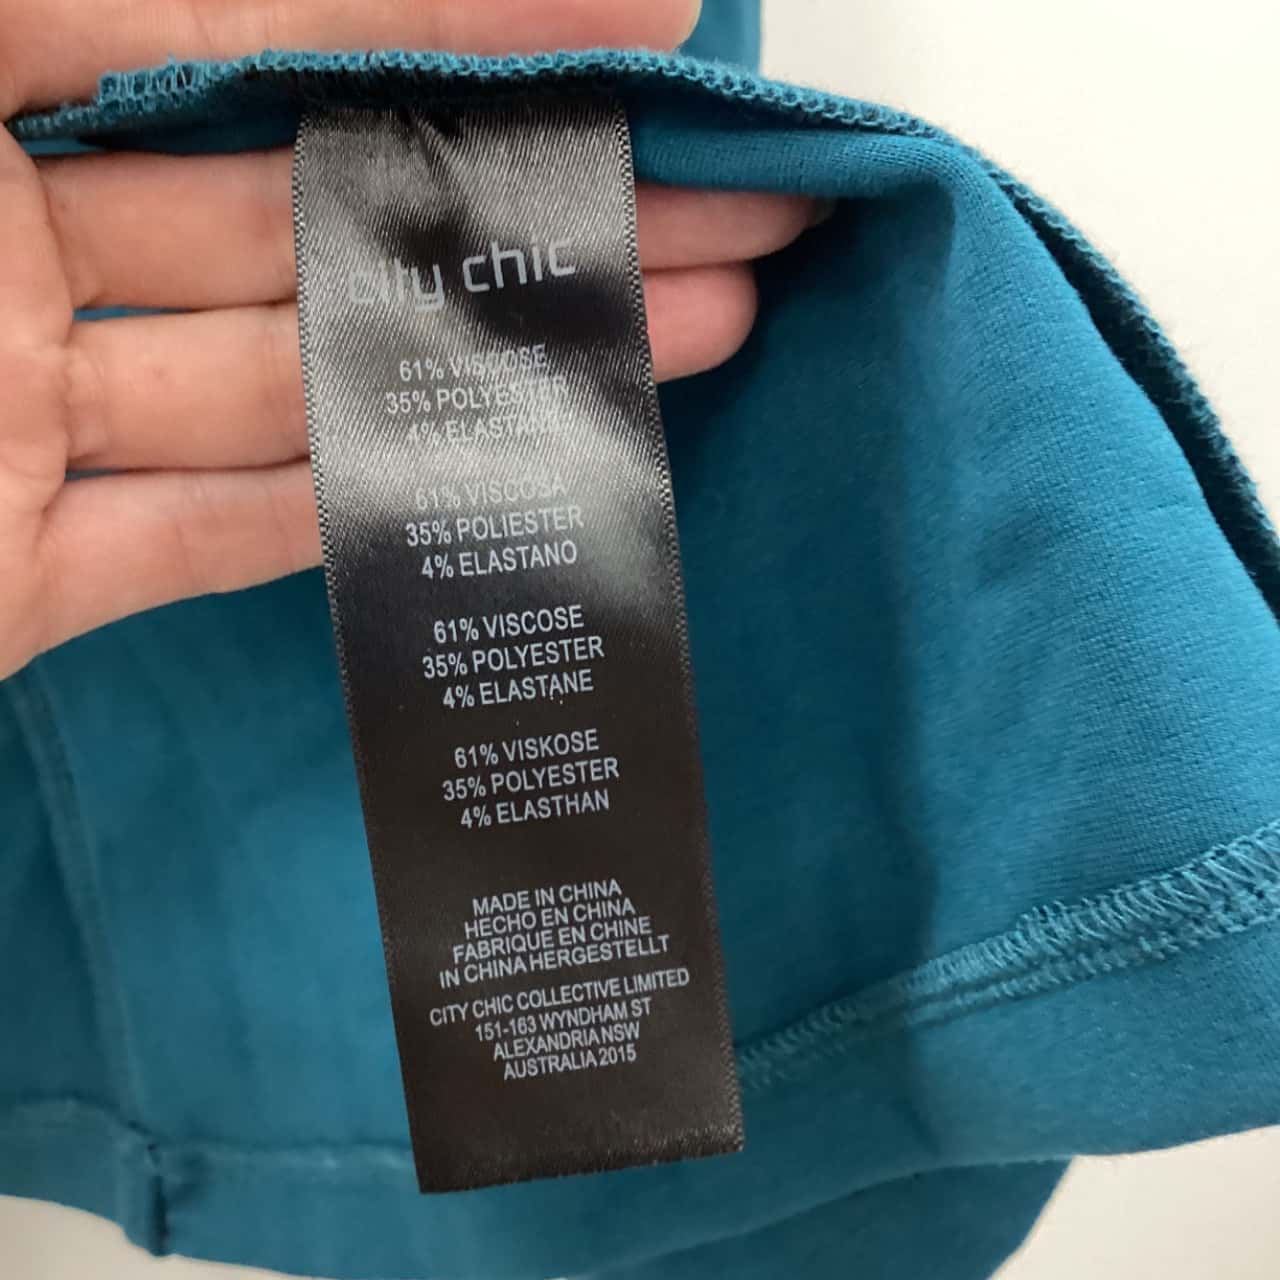 city chic
61% VISCOSE
35% POLYESTER
4% ELASTANE
61% VISCOSA
35% POLIESTER
4% ELASTANO
61% VISCOSE
35% POLYESTER
4% ELASTANE
61% VISKOSE
35% POLYESTER
4% ELASTHAN
MADE IN CHINA
HECHO EN CHINA
FABRIQUE EN CHINE
IN CHINA HERGESTELLT
CITY CHIC COLLECTIVE LIMITED
151-163 WYNDHAM ST
ALEXANDRIA NSW
AUSTRALIA 2015